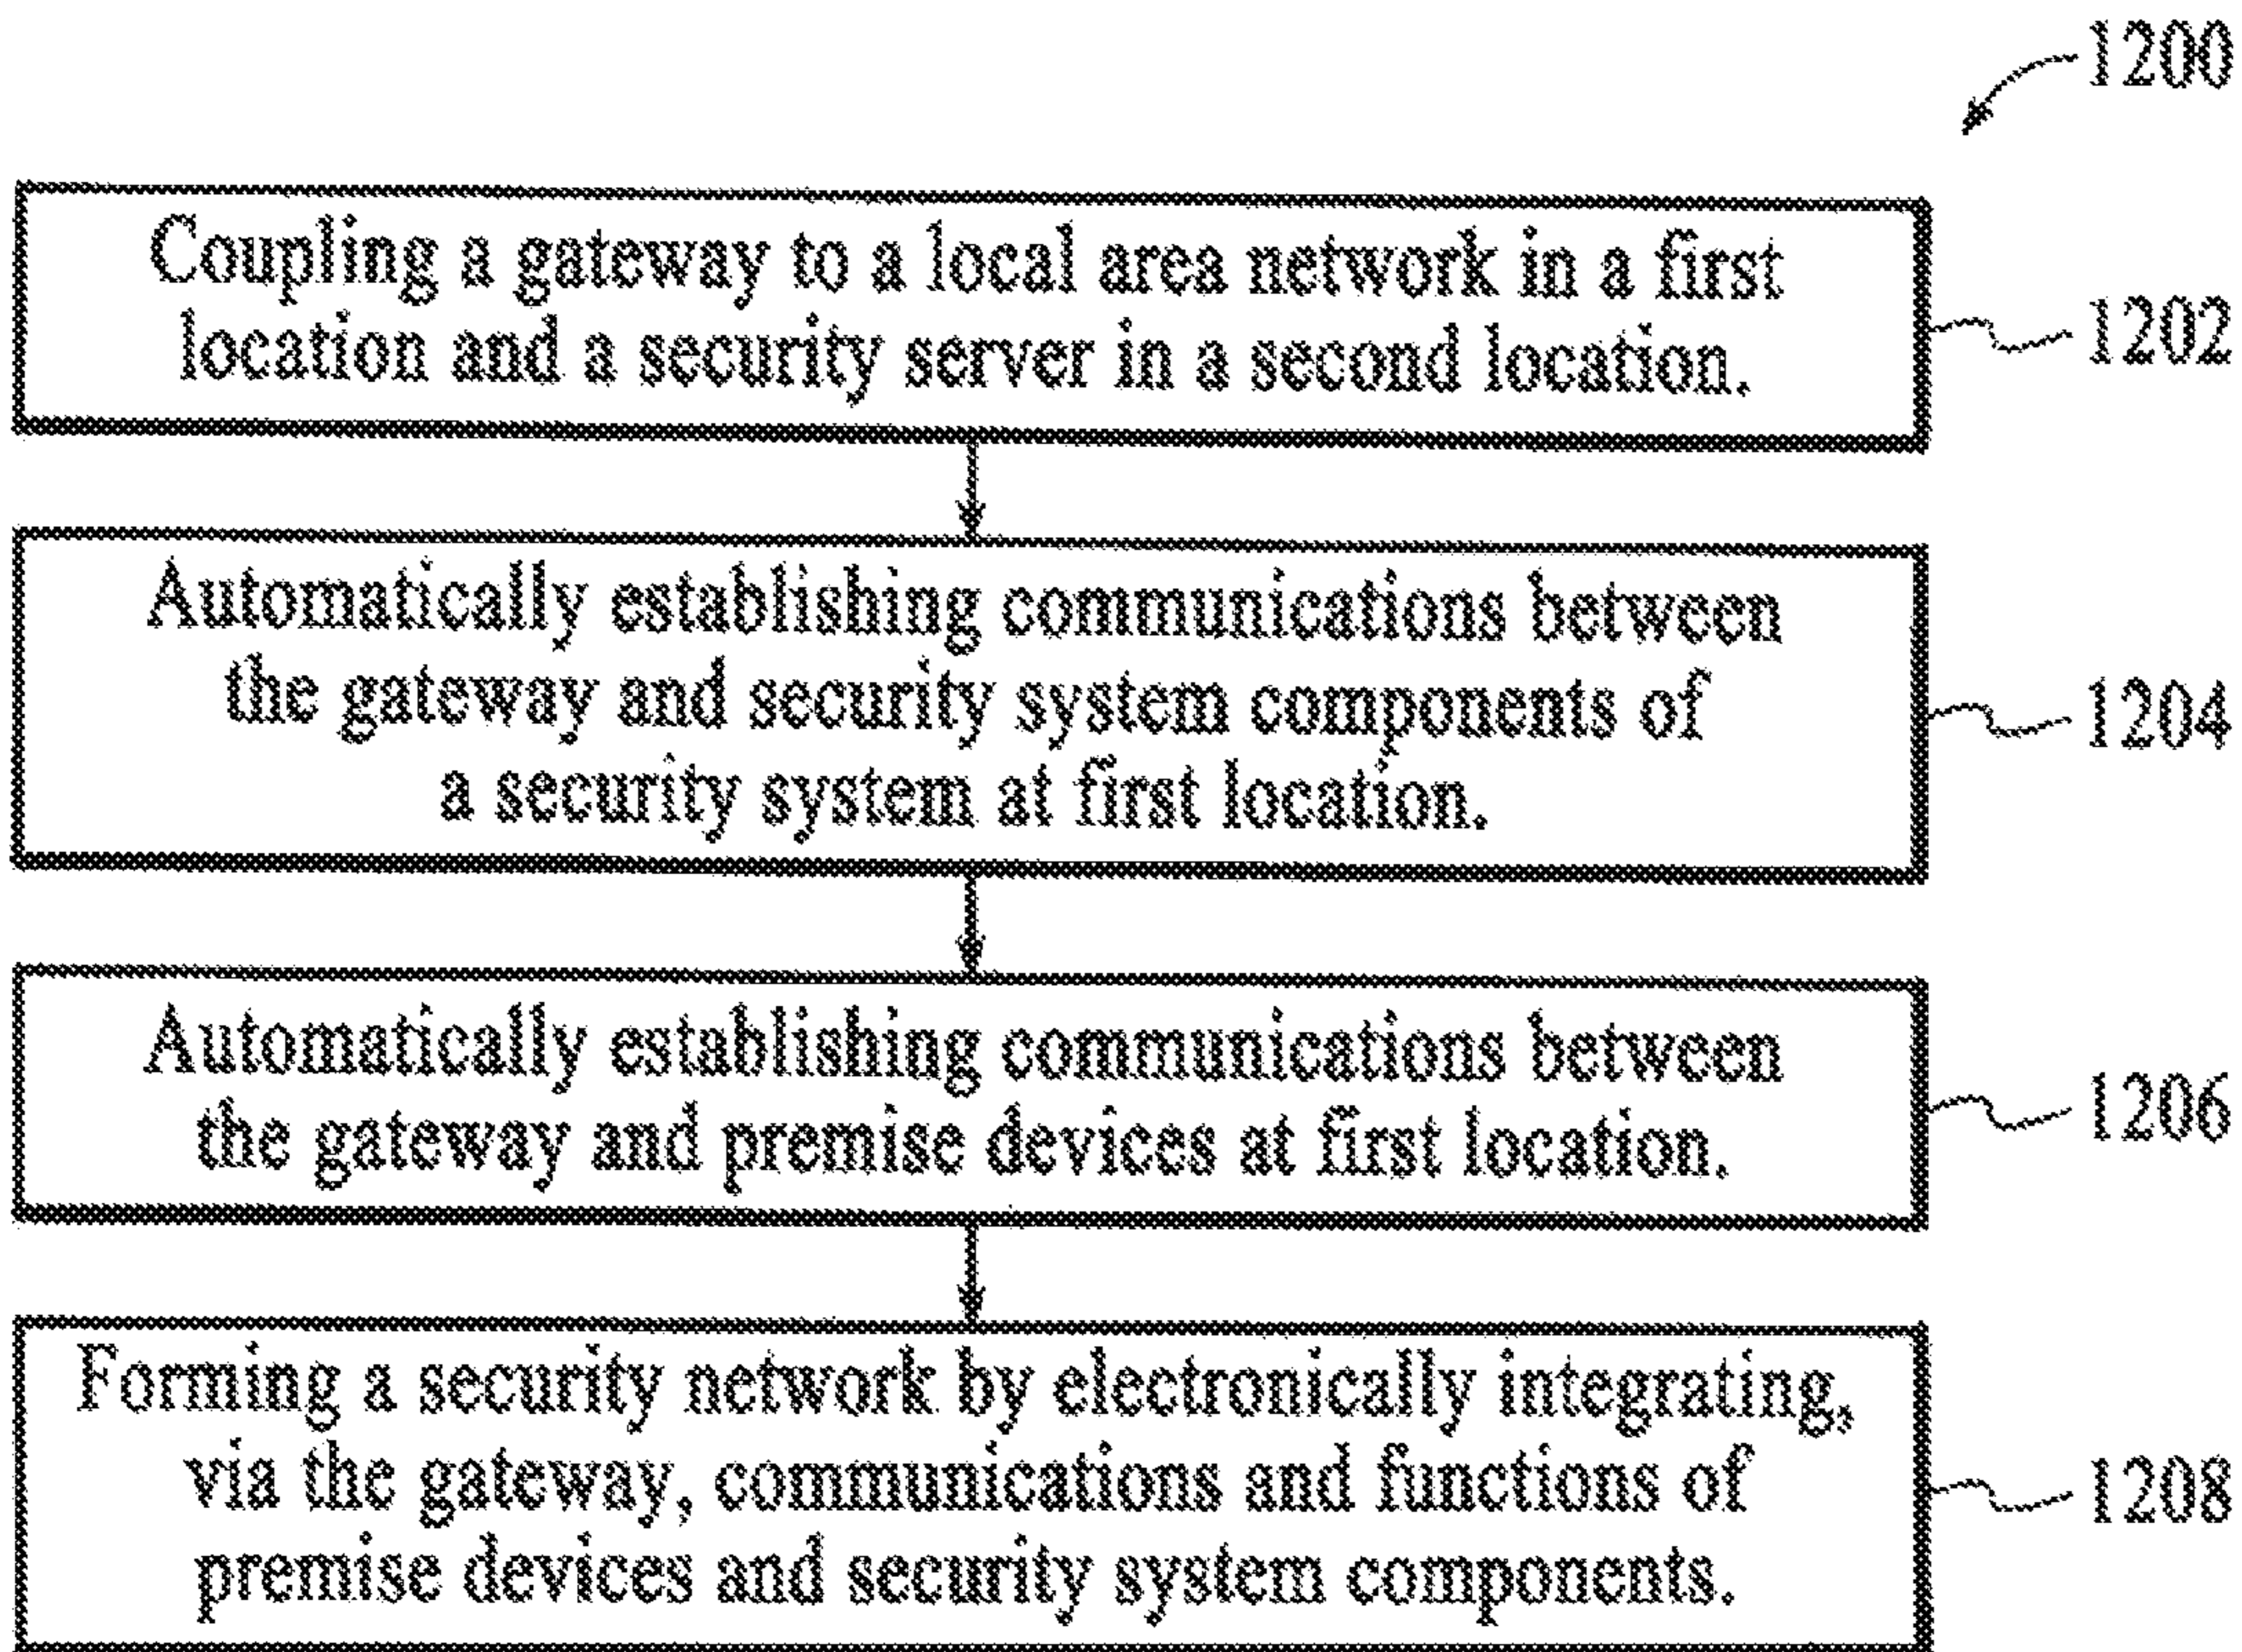 1200
Coupling a gateway to a local area network in a first
location and a security server in a second location.
1202
Automatically establishing communications between
the gateway and security system components of
a security system at first location.
1204
Automatically establishing communications between
the gateway and premise devices at first location.
1206
Forming a security network by electronically integrating,
via the gateway, communications and functions of
premise devices and security system components.
1208